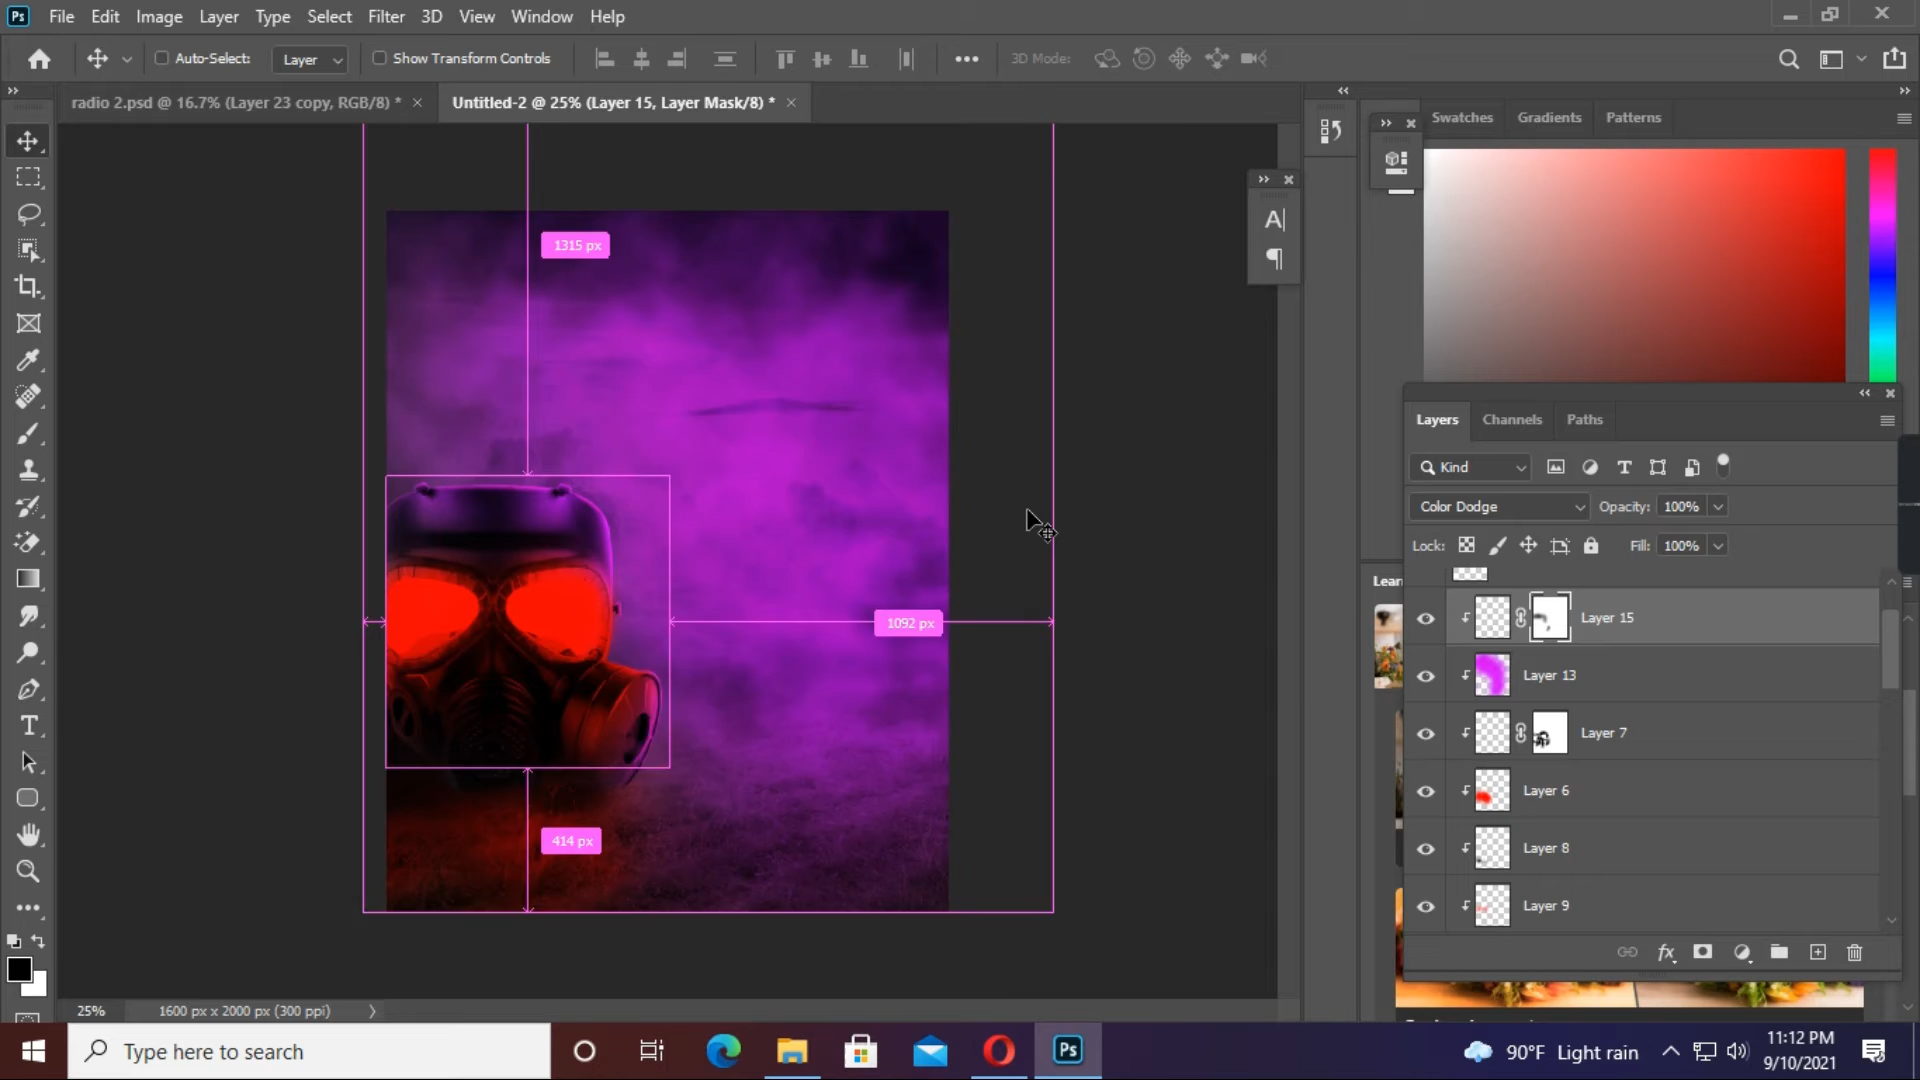 Ps File Edit Image Layer Type Select Filter 3D View Window Help
Auto-Select: Layer Show Transform Controls 3D Mode:
radio 2.psd @ 16.7% (Layer 23 copy, RGB/8) * Untitled-2 @ 25% (Layer 15, Layer Mask/8) *
Swatches Gradients Patterns
1315 px
1092 px
414 px
Layers Channels Paths
Kind
Color Dodge Opacity: 100%
Lock: Fill: 100%
Layer 15
Layer 13
Layer 7
Layer 6
Layer 8
Layer 9
Lear
25% 1600 px x 2000 px (300 ppi)
Type here to search
Ps
90°F Light rain
11:12 PM
9/10/2021